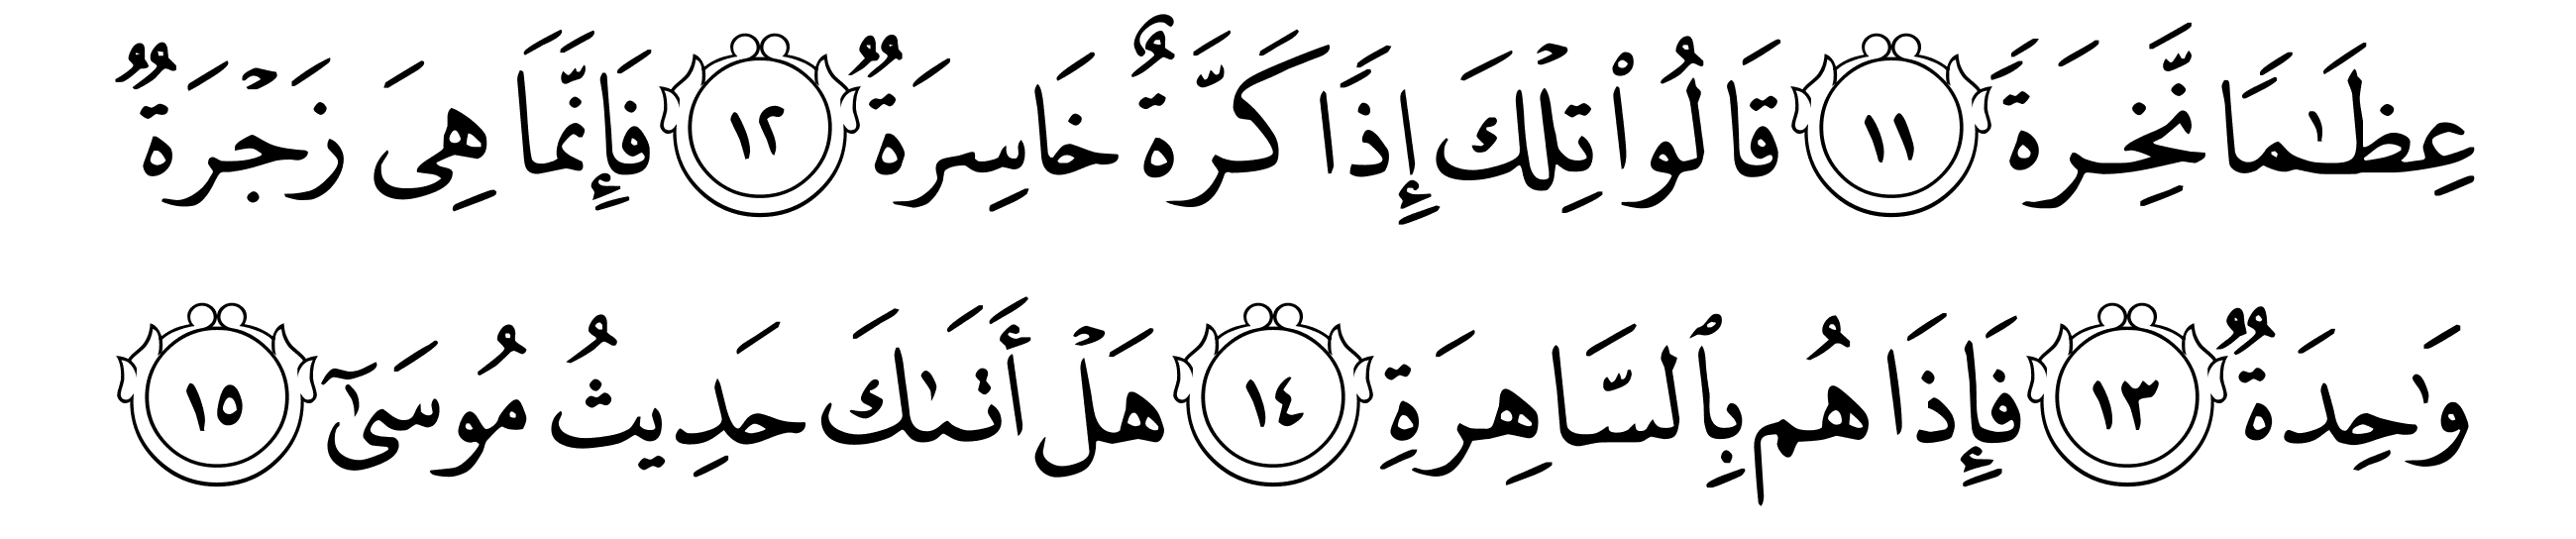 عِظَٰمًا نَّخِرَةً ١١ قَالُوا۟ تِلۡكَ إِذًا كَرَّةٌ خَاسِرَةٌ ١٢ فَإِنَّمَا هِيَ زَجۡرَةٌ
وَٰحِدَةٌ ١٣ فَإِذَا هُم بِٱلسَّاهِرَةِ ١٤ هَلۡ أَتَىٰكَ حَدِيثُ مُوسَىٰٓ ١٥